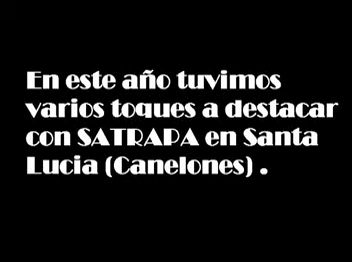 En este año tuvimos
varios toques a destacar
con SATRAPA en Santa
Lucia (Canelones) .